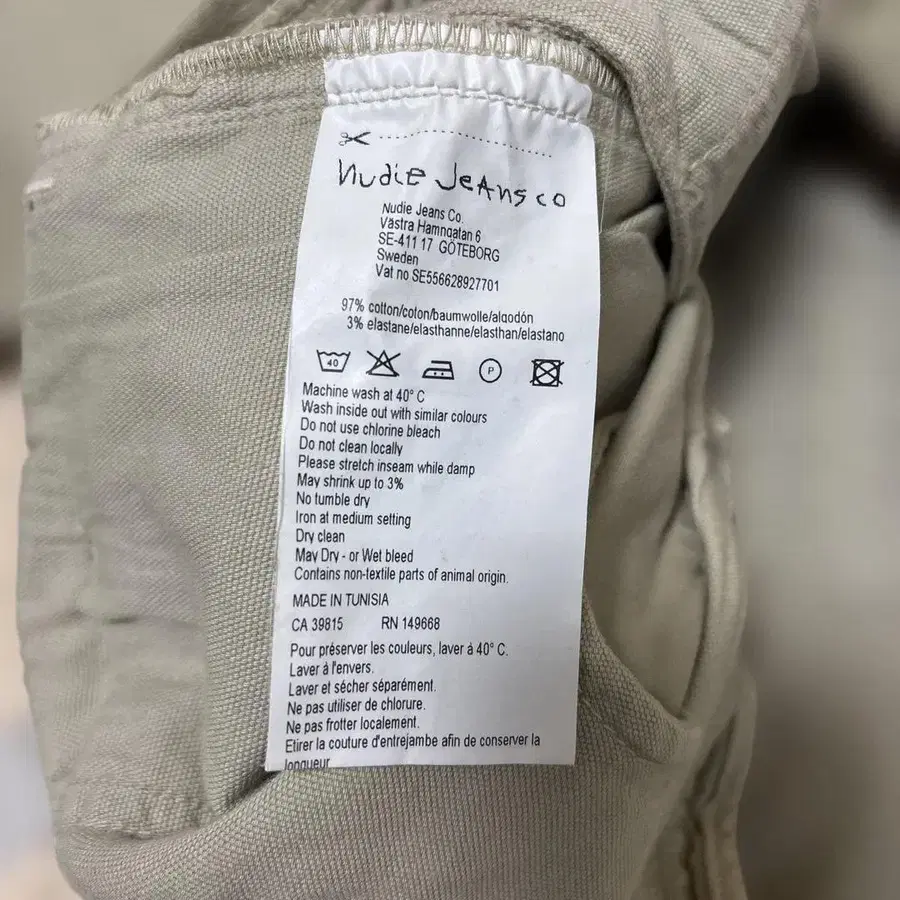 Nudie Jeans co
Nudie Jeans Co.
Västra Hamngatan 6
SE-411 17 GÖTEBORG
Sweden
Vat no SE556628927701
97% cotton/coton/baumwolle/algodón
3% elastane/elasthanne/elasthan/elastano
40
P
Machine wash at 40° C
Wash inside out with similar colours
Do not use chlorine bleach
Do not clean locally
Please stretch inseam while damp
May shrink up to 3%
No tumble dry
Iron at medium setting
Dry clean
May Dry - or Wet bleed
Contains non-textile parts of animal origin.
MADE IN TUNISIA
CA 39815 RN 149668
Pour préserver les couleurs, laver à 40° C.
Laver à l'envers.
Laver et sécher séparément.
Ne pas utiliser de chlorure.
Ne pas frotter localement.
Etirer la couture d'entrejambe afin de conserver la
longueur